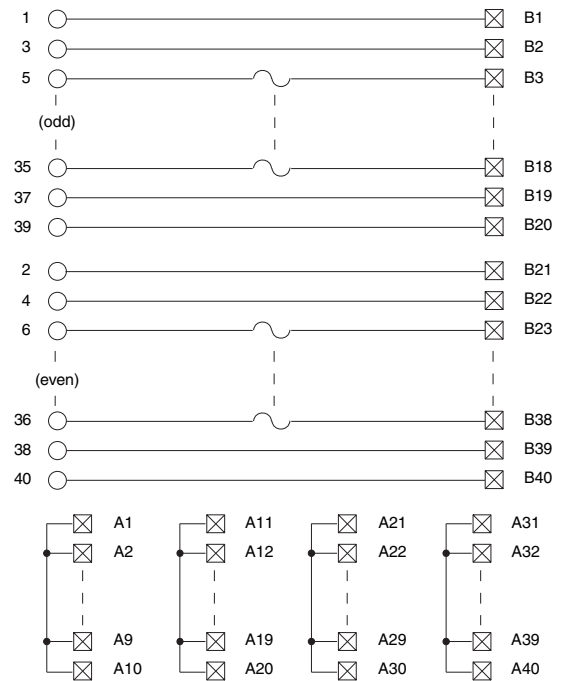 1 B1
3 B2
5 B3
(odd)
35 B18
37 B19
39 B20
2 B21
4 B22
6 B23
(even)
36 B38
38 B39
40 B40
A1 A11 A21 A31
A2 A12 A22 A32
A9 A19 A29 A39
A10 A20 A30 A40